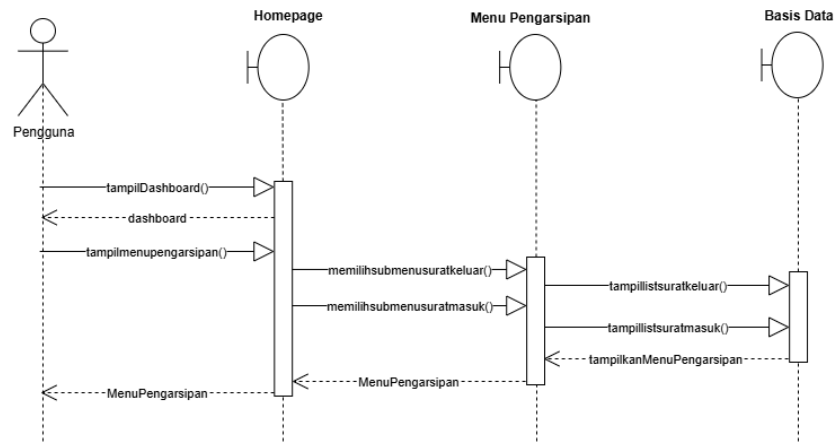 Homepage
Menu Pengarsipan
Basis Data
Pengguna
tampilDashboard()
dashboard
tampilmenupengarsipan()
memilihsubmenusuratkeluar()
tampillistsuratkeluar()
memilihsubmenusuratmasuk()
tampillistsuratmasuk()
tampilkanMenuPengarsipan
MenuPengarsipan
MenuPengarsipan